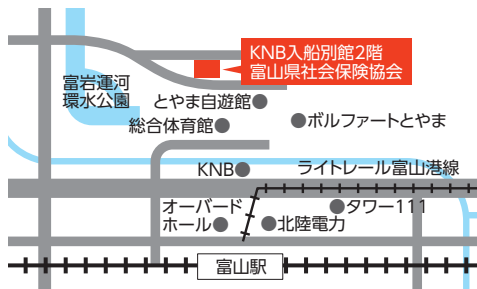 KNB入船別館2階
富山県社会保険協会
富岩運河
環水公園
とやま自遊館
総合体育館
ボルファートとやま
KNB
ライトレール富山港線
オーバード
ホール
タワー111
北陸電力
富山駅